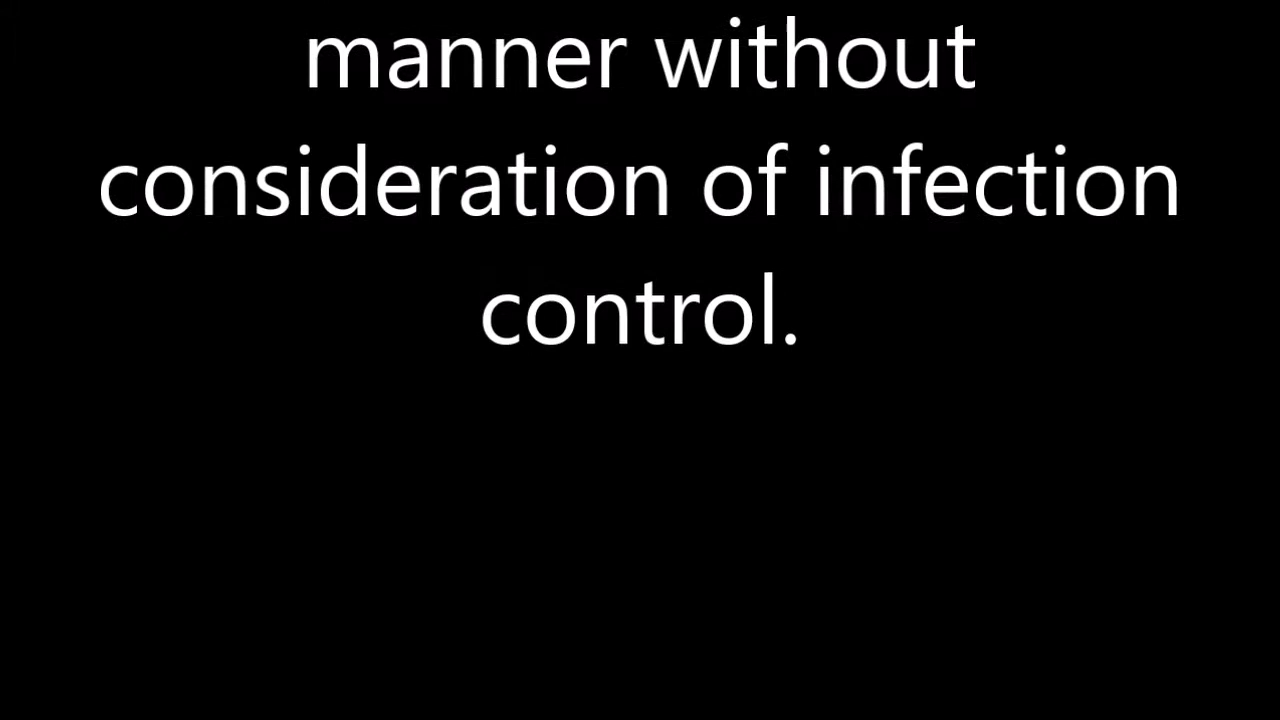 manner without
consideration of infection
control.